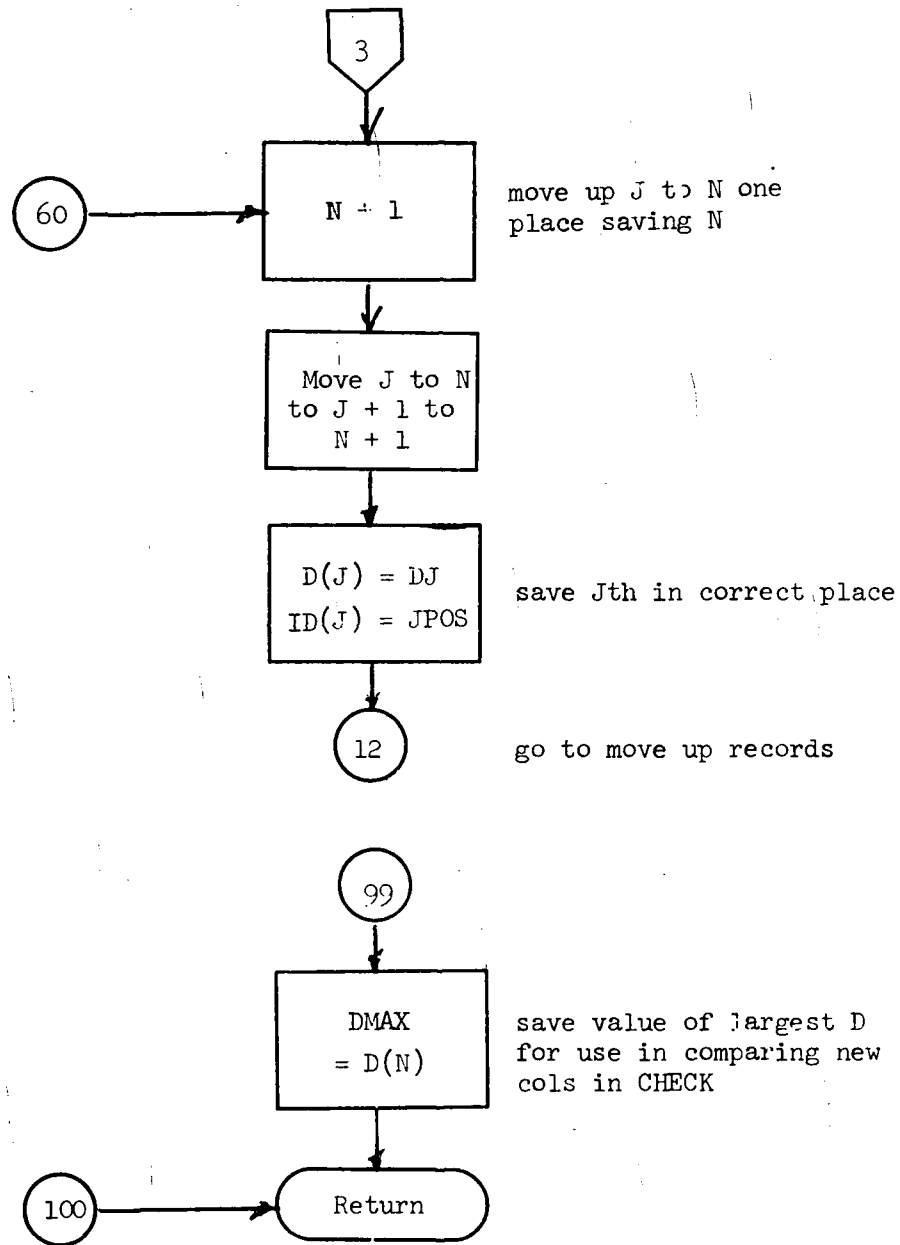 3
60
N + 1
move up J to N one
place saving N
Move J to N
to J + 1 to
N + 1
D(J) = DJ
ID(J) = JPOS
save Jth in correct place
12
go to move up records
99
DMAX
= D(N)
save value of largest D
for use in comparing new
cols in CHECK
100
Return